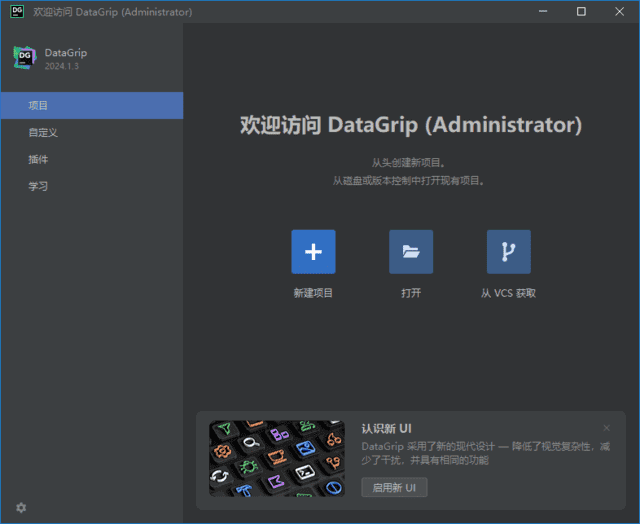 欢迎访问 DataGrip (Administrator)
DG
DataGrip
2024.1.3
项目
自定义
插件
学习
欢迎访问 DataGrip (Administrator)
从头创建新项目。
从磁盘或版本控制中打开现有项目。
新建项目
打开
从 VCS 获取
认识新 UI
DataGrip 采用了新的现代设计 — 降低了视觉复杂性，减
少了干扰，并具有相同的功能
启用新 UI